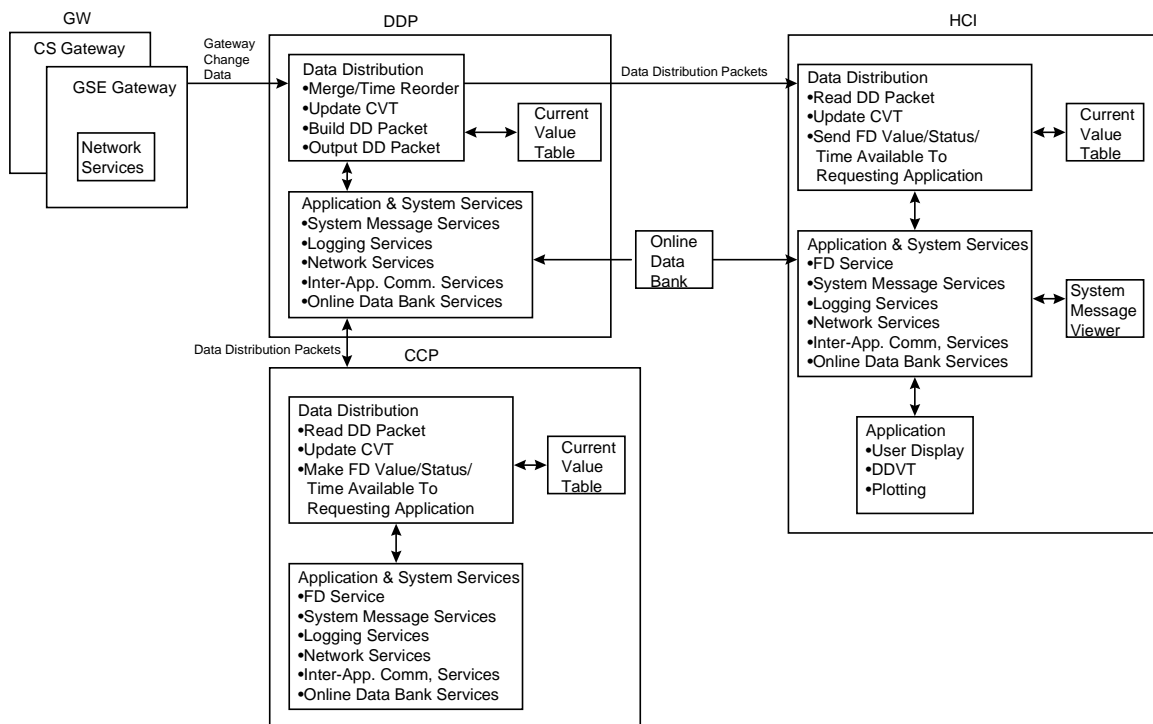 GW
CS Gateway
GSE Gateway
Network
Services
Gateway
Change
Data
DDP
Data Distribution
•Merge/Time Reorder
•Update CVT
•Build DD Packet
•Output DD Packet
Current
Value
Table
Application & System Services
•System Message Services
•Logging Services
•Network Services
•Inter-App. Comm. Services
•Online Data Bank Services
Data Distribution Packets
Online
Data
Bank
HCI
Data Distribution
•Read DD Packet
•Update CVT
•Send FD Value/Status/
Time Available To
Requesting Application
Current
Value
Table
Application & System Services
•FD Service
•System Message Services
•Logging Services
•Network Services
•Inter-App. Comm, Services
•Online Data Bank Services
System
Message
Viewer
Application
•User Display
•DDVT
•Plotting
Data Distribution Packets
CCP
Data Distribution
•Read DD Packet
•Update CVT
•Make FD Value/Status/
Time Available To
Requesting Application
Current
Value
Table
Application & System Services
•FD Service
•System Message Services
•Logging Services
•Network Services
•Inter-App. Comm, Services
•Online Data Bank Services